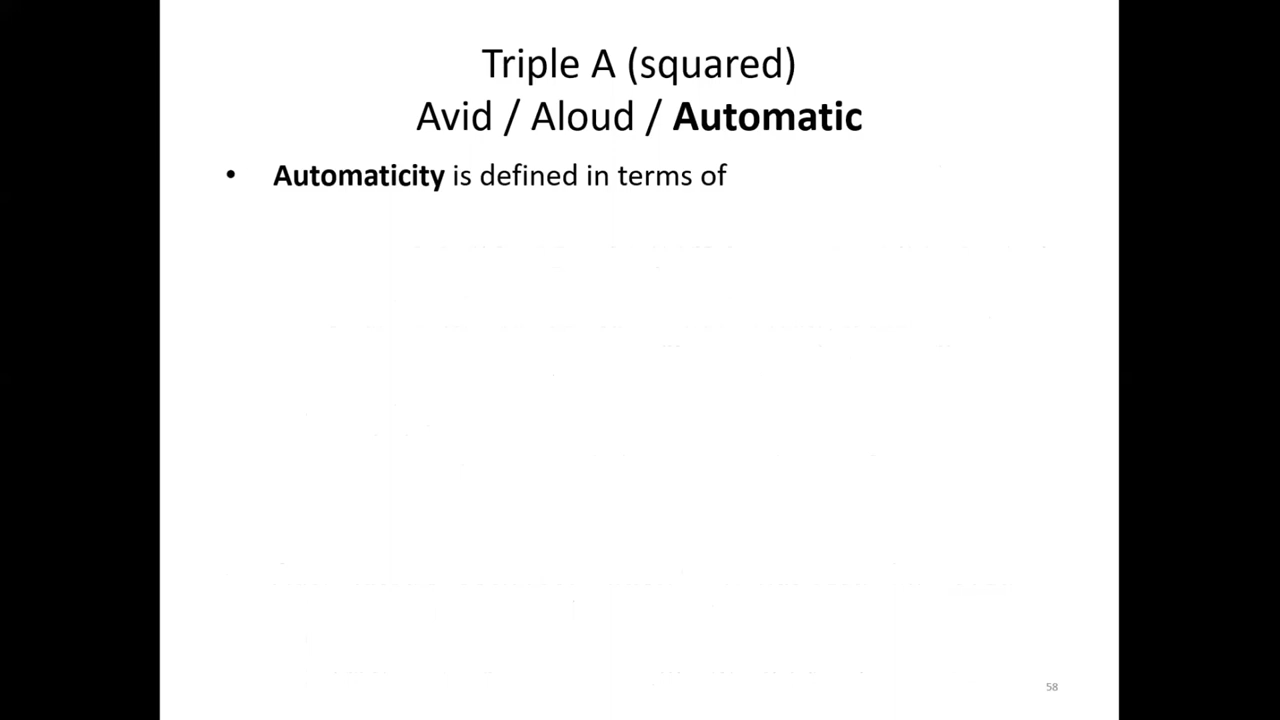 Triple A (squared)
Avid / Aloud / Automatic
• Automaticity is defined in terms of
58